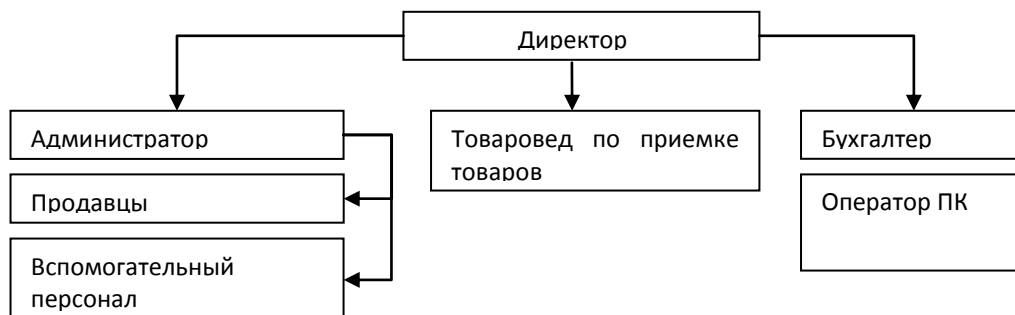 Директор
Администратор
Товаровед по приемке
товаров
Бухгалтер
Продавцы
Оператор ПК
Вспомогательный
персонал